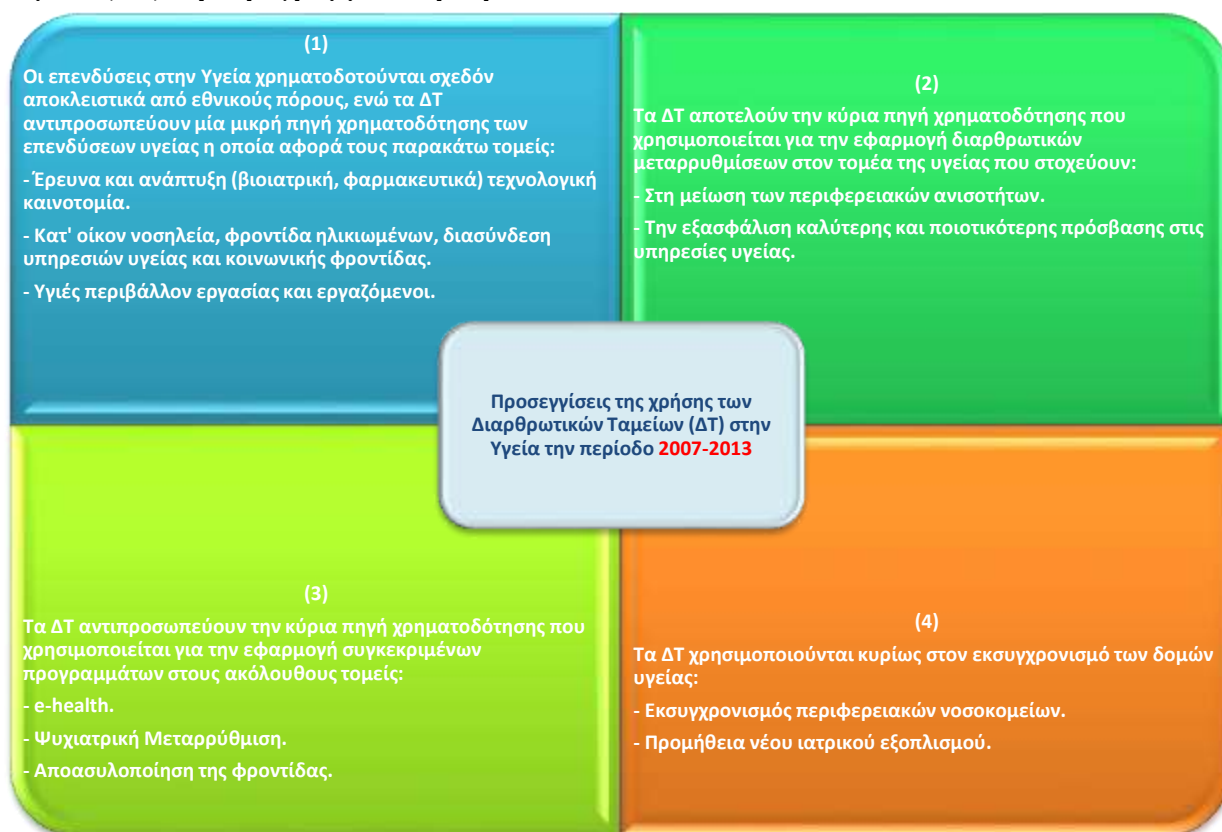 (1)
Οι επενδύσεις στην Υγεία χρηματοδοτούνται σχεδόν
αποκλειστικά από εθνικούς πόρους, ενώ τα ΔΤ
αντιπροσωπεύουν μία μικρή πηγή χρηματοδότησης των
επενδύσεων υγείας η οποία αφορά τους παρακάτω τομείς:
- Έρευνα και ανάπτυξη (βιοιατρική, φαρμακευτικά) τεχνολογική
καινοτομία.
- Κατ' οίκον νοσηλεία, φροντίδα ηλικιωμένων, διασύνδεση
υπηρεσιών υγείας και κοινωνικής φροντίδας.
- Υγιές περιβάλλον εργασίας και εργαζόμενοι.
(2)
Τα ΔΤ αποτελούν την κύρια πηγή χρηματοδότησης που
χρησιμοποιείται για την εφαρμογή διαρθρωτικών
μεταρρυθμίσεων στον τομέα της υγείας που στοχεύουν:
- Στη μείωση των περιφερειακών ανισοτήτων.
- Την εξασφάλιση καλύτερης και ποιοτικότερης πρόσβασης στις
υπηρεσίες υγείας.
Προσεγγίσεις της χρήσης των
Διαρθρωτικών Ταμείων (ΔΤ) στην
Υγεία την περίοδο 2007-2013
(3)
Τα ΔΤ αντιπροσωπεύουν την κύρια πηγή χρηματοδότησης που
χρησιμοποιείται για την εφαρμογή συγκεκριμένων
προγραμμάτων στους ακόλουθους τομείς:
- e-health.
- Ψυχιατρική Μεταρρύθμιση.
- Αποασυλοποίηση της φροντίδας.
(4)
Τα ΔΤ χρησιμοποιούνται κυρίως στον εκσυγχρονισμό των δομών
υγείας:
- Εκσυγχρονισμός περιφερειακών νοσοκομείων.
- Προμήθεια νέου ιατρικού εξοπλισμού.